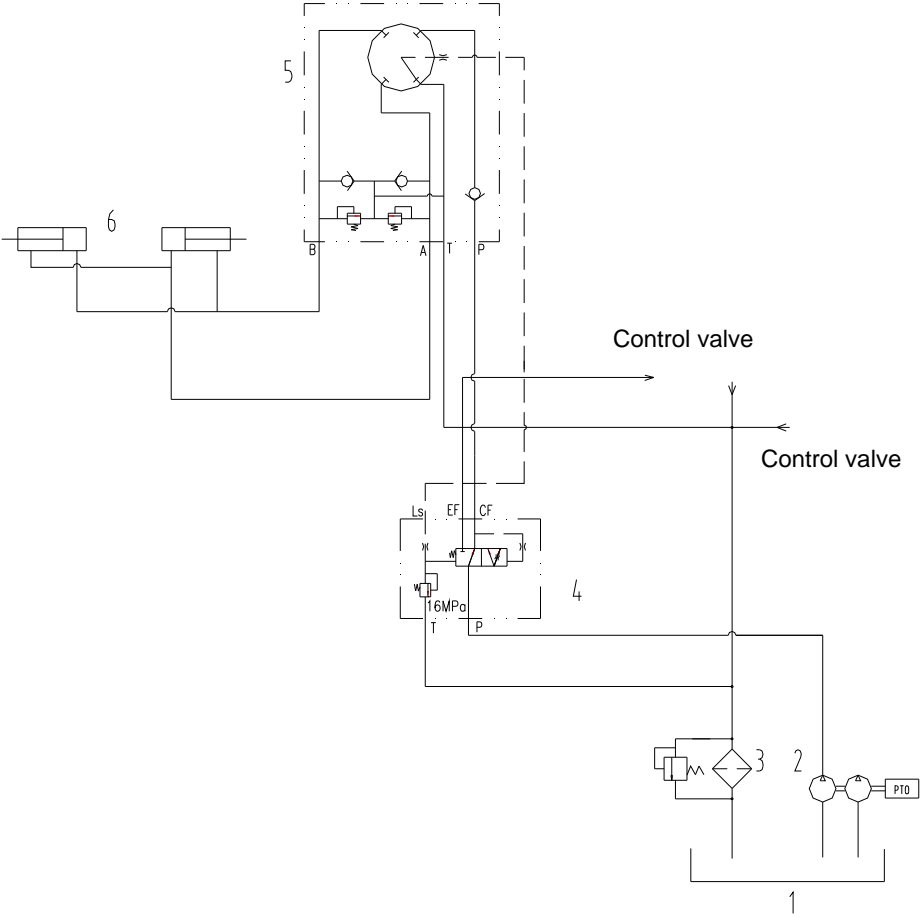 5
6
B
A
T
P
Control valve
Control valve
Ls
EF
CF
4
16MPa
T
P
3
2
PTO
1